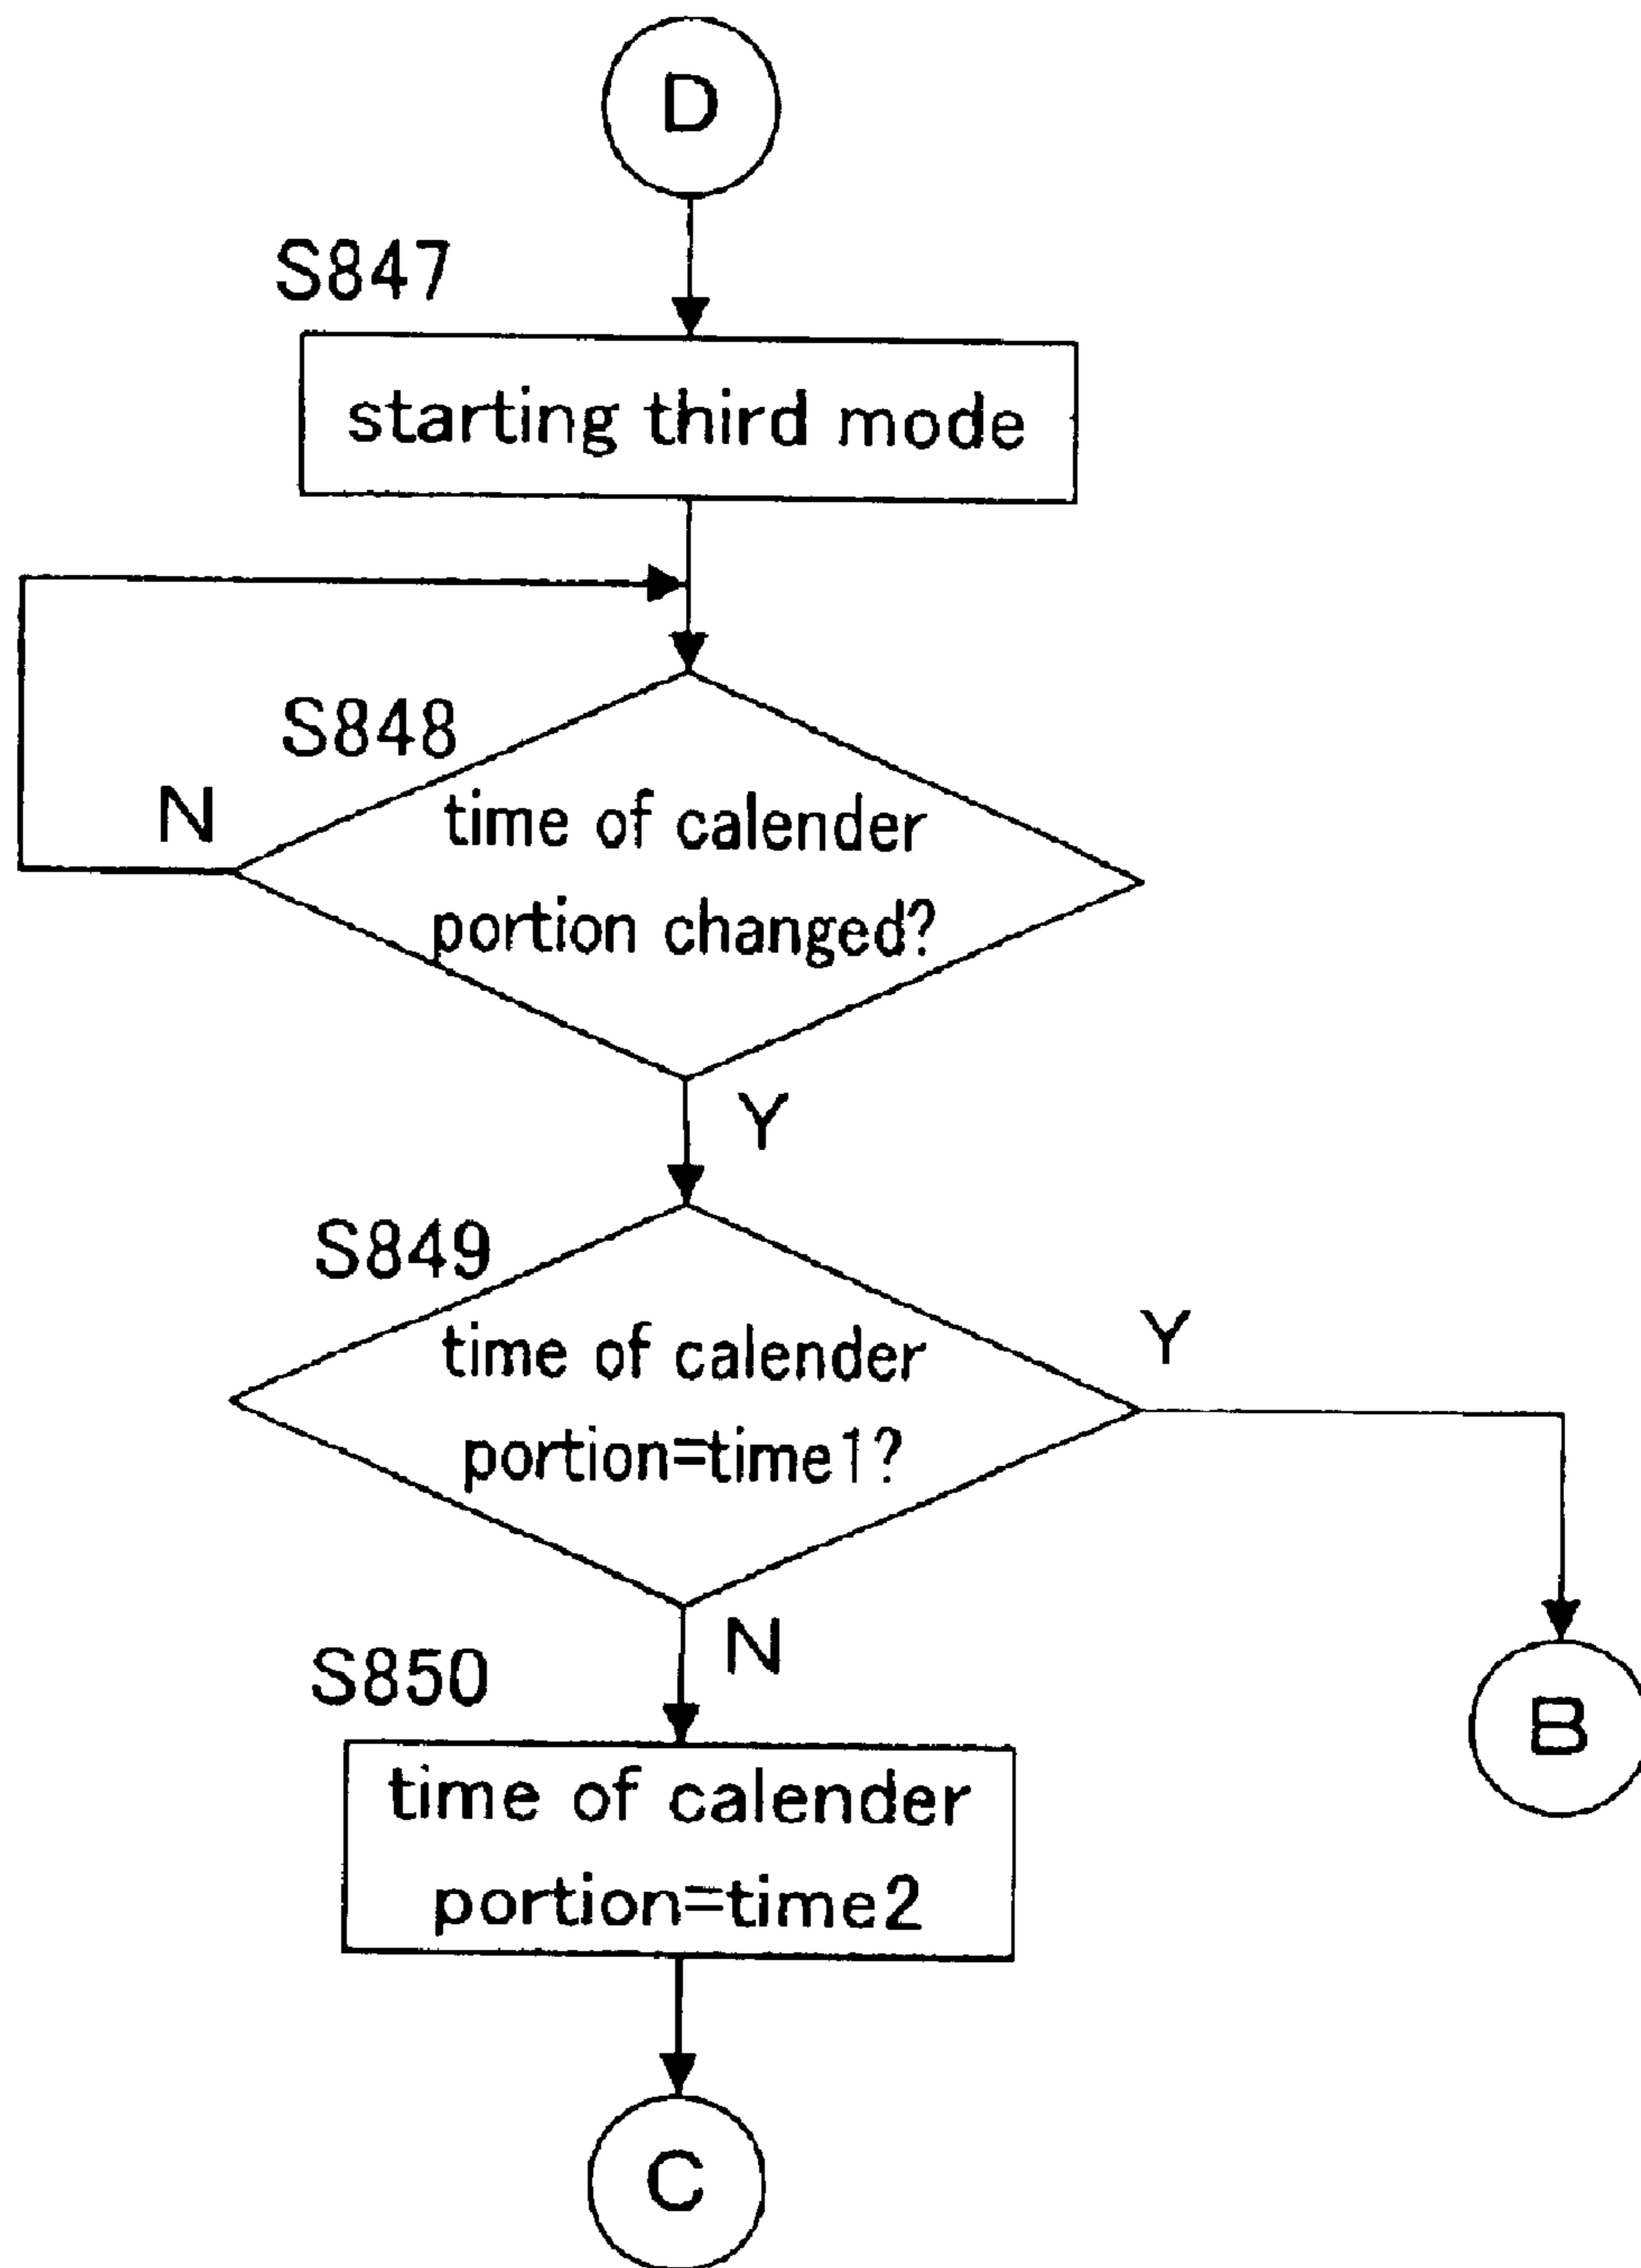 D
S847
starting third mode
S848
N
time of calender
portion changed?
Y
S849
time of calender
portion=time1?
Y
N
S850
time of calender
portion=time2
B
C